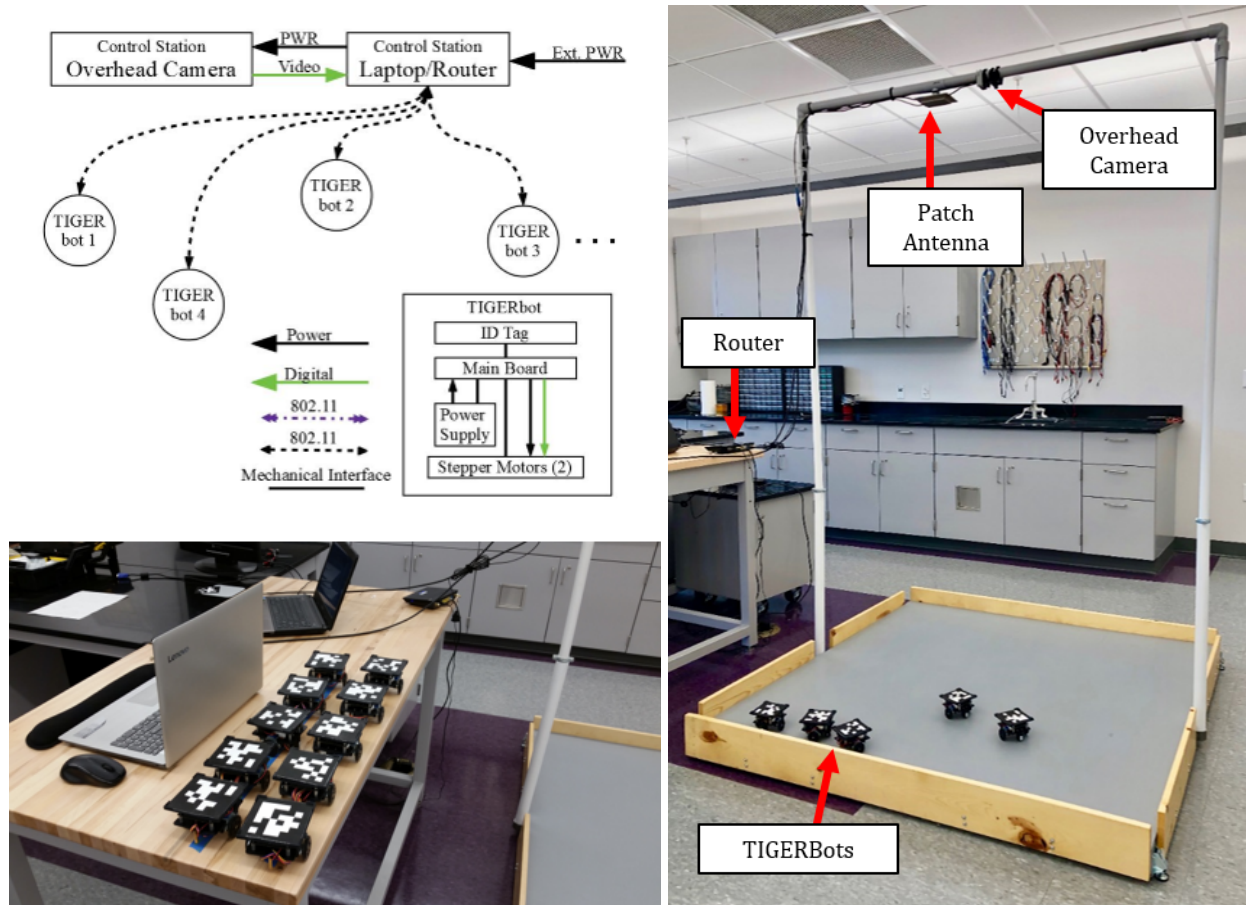 Control Station
Overhead Camera
PWR
Video
Control Station
Laptop/Router
Ext. PWR
TIGER
bot 1
TIGER
bot 2
TIGER
bot 3
...
TIGER
bot 4
Power
Digital
802.11
802.11
Mechanical Interface
TIGERbot
ID Tag
Main Board
Power
Supply
Stepper Motors (2)
Lenovo
Overhead
Camera
Patch
Antenna
Router
TIGERBots